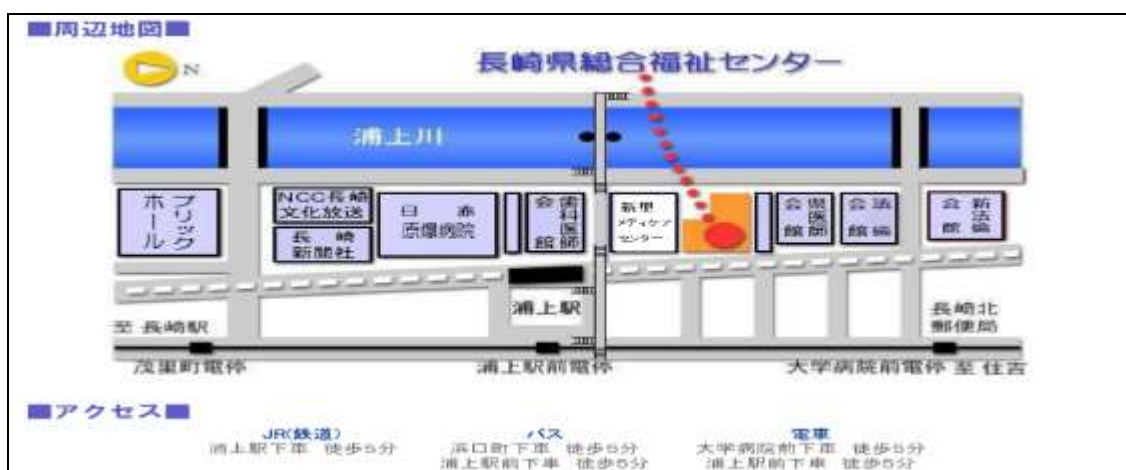 ■周辺地図■
N
長崎県総合福祉センター
浦上川
ブリックホール
NCC長崎
文化放送
長崎
新聞社
日赤
原爆病院
歯科医師会館
新里
メディケア
センター
県医師会館
法倫会館
新法倫会館
浦上駅
至 長崎駅
長崎北
郵便局
茂里町電停
浦上駅前電停
大学病院前電停 至 住吉
■アクセス■
JR(鉄道)
浦上駅下車 徒歩5分
バス
浜口町下車 徒歩5分
浦上駅前下車 徒歩5分
電車
大学病院前下車 徒歩5分
浦上駅前下車 徒歩5分